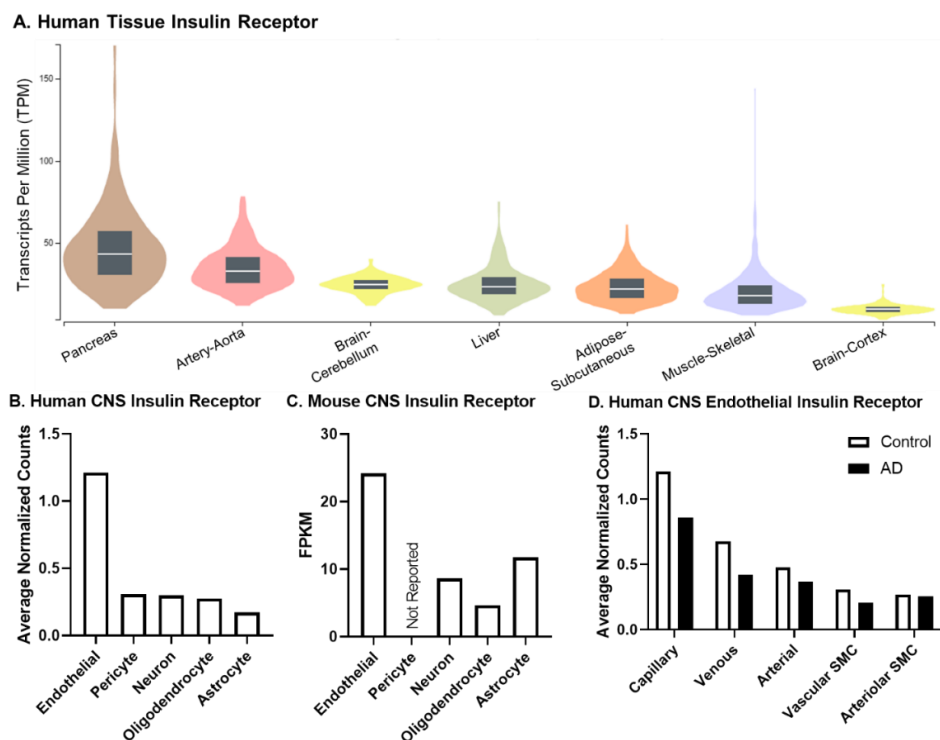 A. Human Tissue Insulin Receptor
Transcripts Per Million (TPM)
150
100
50
Pancreas
Artery-Aorta
Brain-
Cerebellum
Liver
Adipose-
Subcutaneous
Muscle-Skeletal
Brain-Cortex
B. Human CNS Insulin Receptor
Average Normalized Counts
1.5
1.0
0.5
0.0
Endothelial
Pericyte
Neuron
Oligodendrocyte
Astrocyte
C. Mouse CNS Insulin Receptor
FPKM
30
20
10
0
Not Reported
Endothelial
Pericyte
Neuron
Oligodendrocyte
Astrocyte
D. Human CNS Endothelial Insulin Receptor
Average Normalized Counts
1.5
1.0
0.5
0.0
Control
AD
Capillary
Venous
Arterial
Vascular SMC
Arteriolar SMC